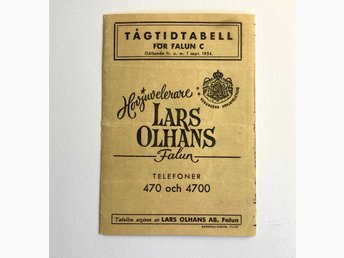 TÅGTIDTABELL
FÖR FALUN C
Gällande fr. o. m. 1 sept. 1954.
Hovjuvelerare
LARS
OLHANS
Falun
TELEFONER
470 och 4700
Tabellen utgiven av LARS OLHANS AB, Falun